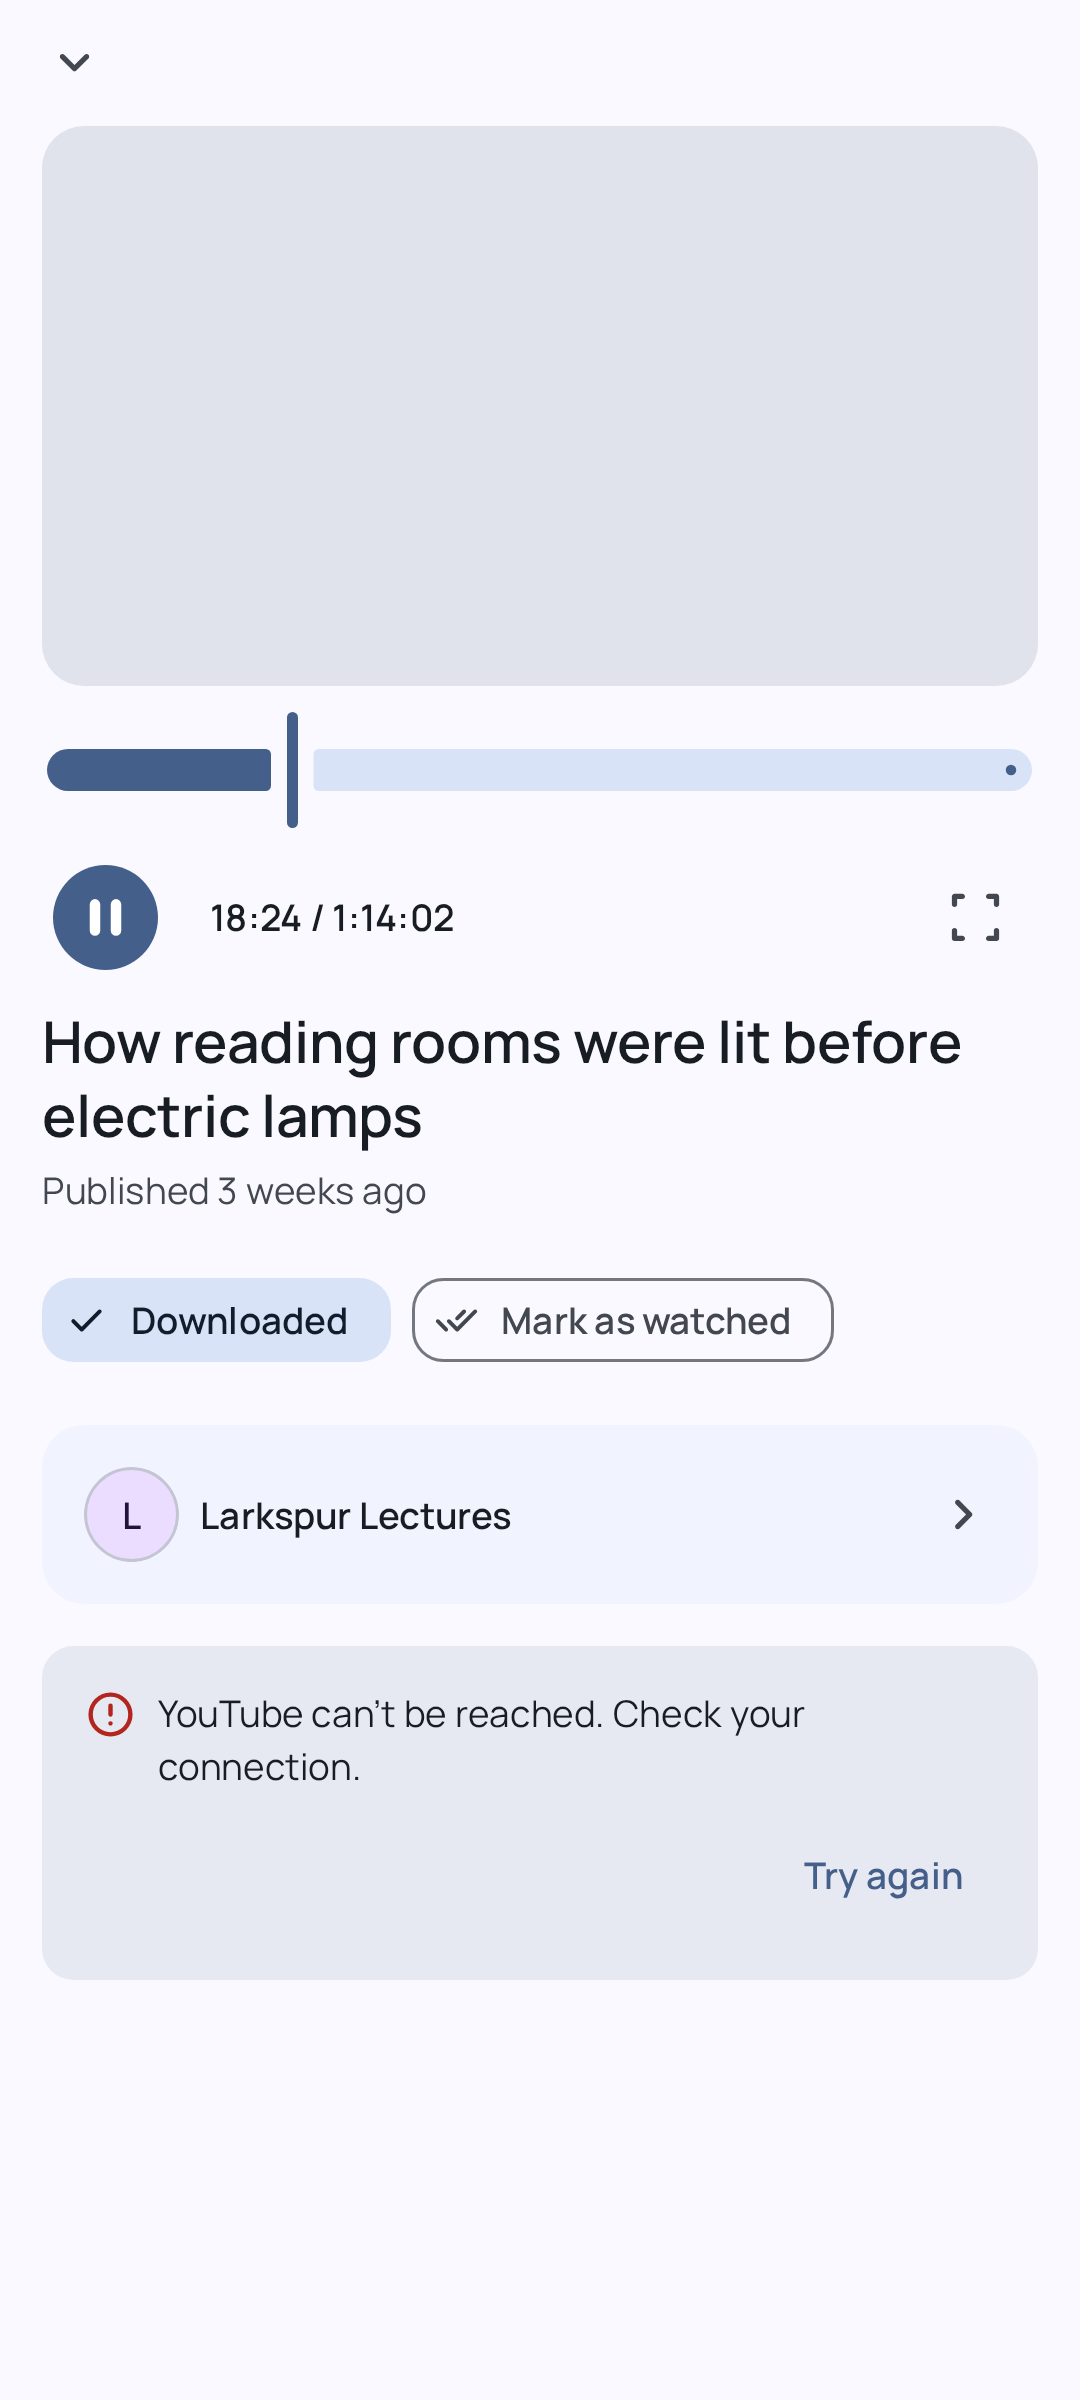 18:24 / 1:14:02
How reading rooms were lit before
electric lamps
Published 3 weeks ago
Downloaded
Mark as watched
L
Larkspur Lectures
YouTube can’t be reached. Check your
connection.
Try again